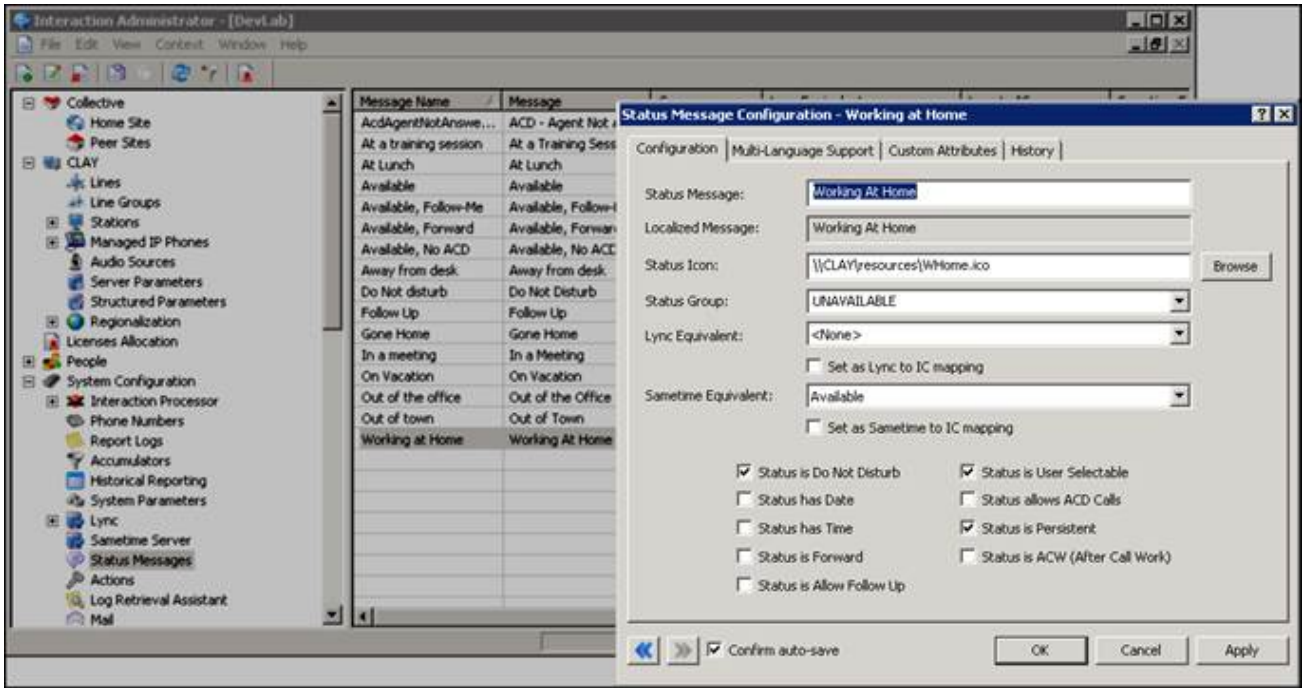 Interaction Administrator - [DevLab]
File Edit View Context Window Help
Collective
Home Site
Peer Sites
CLAY
Lines
Line Groups
Stations
Managed IP Phones
Audio Sources
Server Parameters
Structured Parameters
Regionalization
Licenses Allocation
People
System Configuration
Interaction Processor
Phone Numbers
Report Logs
Accumulators
Historical Reporting
System Parameters
Lync
Sametime Server
Status Messages
Actions
Log Retrieval Assistant
Mail
Message Name Message
AcdAgentNotAnswe... ACD - Agent Not
At a training session At a Training Sess
At Lunch At Lunch
Available Available
Available, Follow-Me Available, Follow-
Available, Forward Available, Forwar
Available, No ACD Available, No ACD
Away from desk Away from desk
Do Not disturb Do Not Disturb
Follow Up Follow Up
Gone Home Gone Home
In a meeting In a Meeting
On Vacation On Vacation
Out of the office Out of the Office
Out of town Out of Town
Working at Home Working At Home
Status Message Configuration - Working at Home
Configuration Multi-Language Support Custom Attributes History
Status Message: Working At Home
Localized Message: Working At Home
Status Icon: \\CLAY\resources\WHome.ico Browse
Status Group: UNAVAILABLE
Lync Equivalent: <None>
Set as Lync to IC mapping
Sametime Equivalent: Available
Set as Sametime to IC mapping
Status is Do Not Disturb Status is User Selectable
Status has Date Status allows ACD Calls
Status has Time Status is Persistent
Status is Forward Status is ACW (After Call Work)
Status is Allow Follow Up
Confirm auto-save OK Cancel Apply